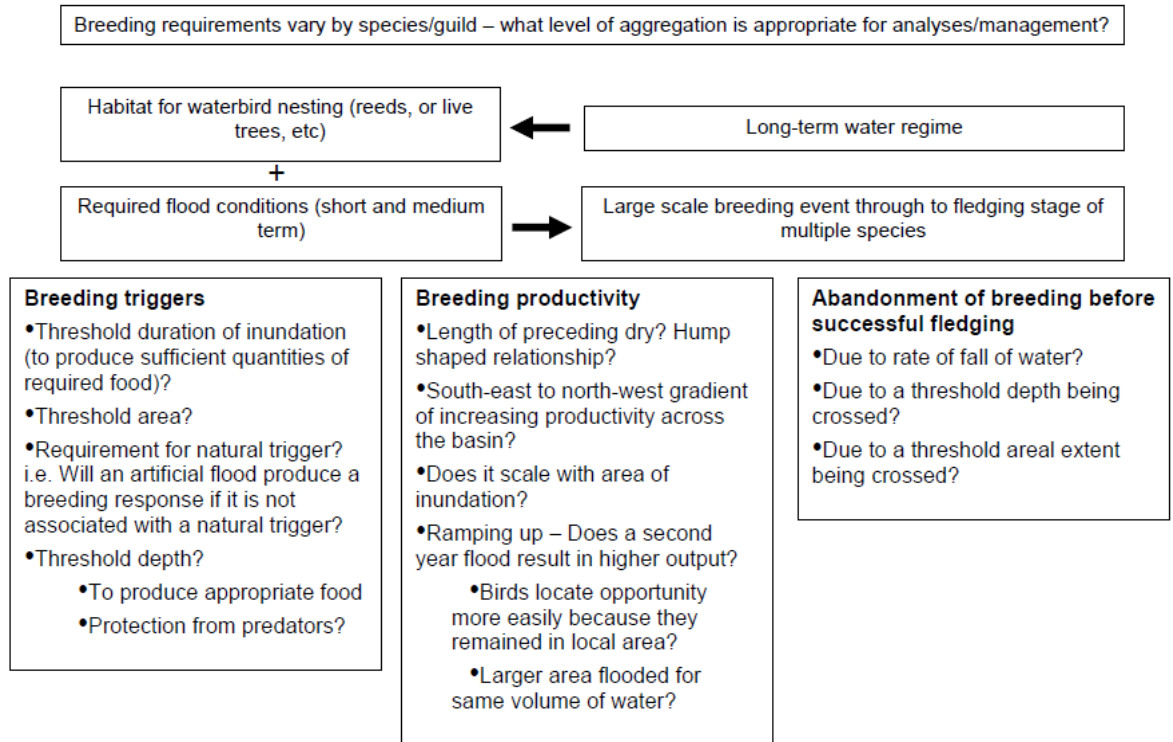 Breeding requirements vary by species/guild – what level of aggregation is appropriate for analyses/management?
Habitat for waterbird nesting (reeds, or live
trees, etc)
Long-term water regime
+
Required flood conditions (short and medium
term)
Large scale breeding event through to fledging stage of
multiple species
Breeding triggers
•Threshold duration of inundation
(to produce sufficient quantities of
required food)?
•Threshold area?
•Requirement for natural trigger?
i.e. Will an artificial flood produce a
breeding response if it is not
associated with a natural trigger?
•Threshold depth?
•To produce appropriate food
•Protection from predators?
Breeding productivity
•Length of preceding dry? Hump
shaped relationship?
•South-east to north-west gradient
of increasing productivity across
the basin?
•Does it scale with area of
inundation?
•Ramping up – Does a second
year flood result in higher output?
•Birds locate opportunity
more easily because they
remained in local area?
•Larger area flooded for
same volume of water?
Abandonment of breeding before
successful fledging
•Due to rate of fall of water?
•Due to a threshold depth being
crossed?
•Due to a threshold areal extent
being crossed?